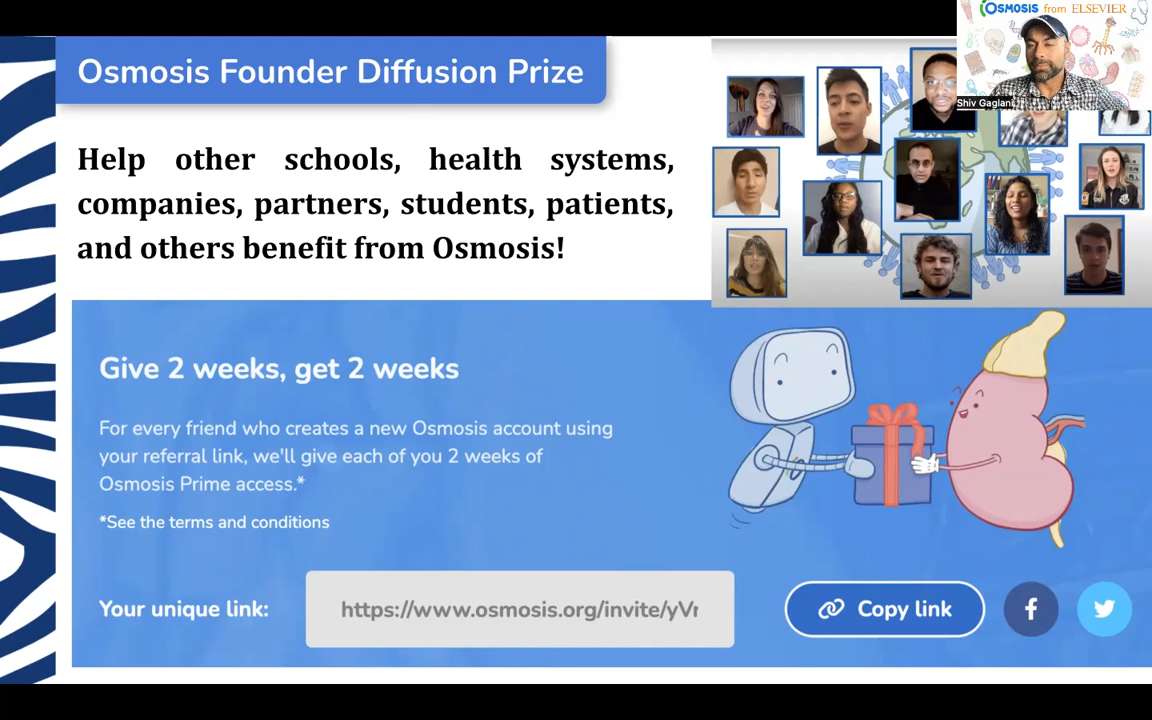 OSMOSIS from ELSEVIER
Osmosis Founder Diffusion Prize
Shiv Gaglani
Help other schools, health systems,
companies, partners, students, patients,
and others benefit from Osmosis!
Give 2 weeks, get 2 weeks
For every friend who creates a new Osmosis account using
your referral link, we'll give each of you 2 weeks of
Osmosis Prime access.*
*See the terms and conditions
Your unique link:
https://www.osmosis.org/invite/yVr
Copy link